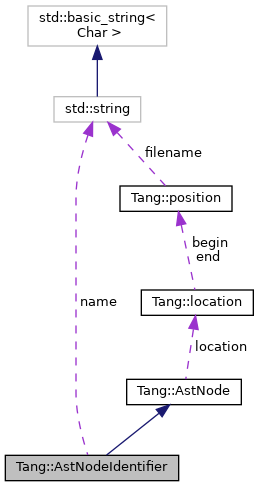 std::basic_string<
Char >
std::string
filename
Tang::position
begin
end
name
Tang::location
location
Tang::AstNode
Tang::AstNodeIdentifier